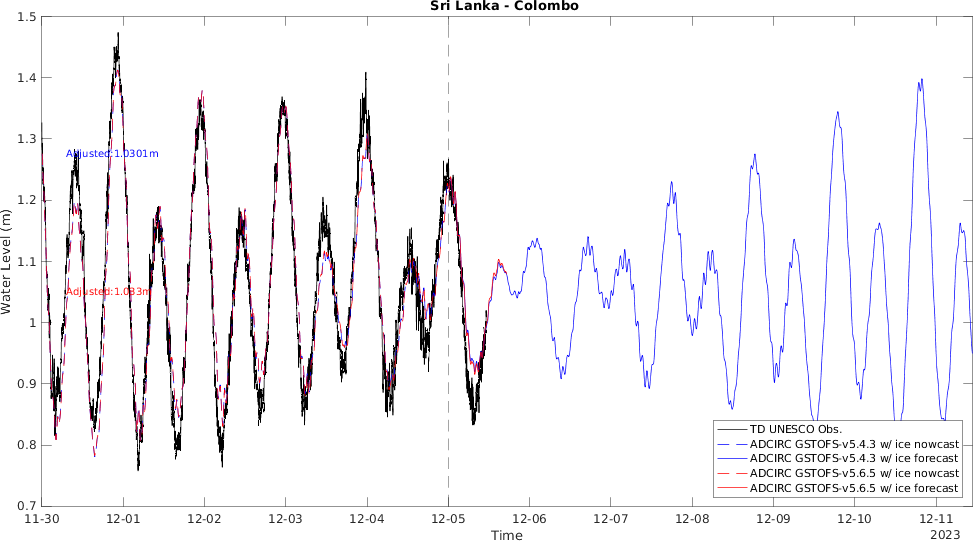 Sri Lanka - Colombo
Water Level (m)
1.5
1.4
1.3
1.2
1.1
1
0.9
0.8
0.7
Adjusted:1.0301m
Adjusted:1.033m
TD UNESCO Obs.
ADCIRC GSTOFS-v5.4.3 w/ ice nowcast
ADCIRC GSTOFS-v5.4.3 w/ ice forecast
ADCIRC GSTOFS-v5.6.5 w/ ice nowcast
ADCIRC GSTOFS-v5.6.5 w/ ice forecast
11-30 12-01 12-02 12-03 12-04 12-05 12-06 12-07 12-08 12-09 12-10 12-11
Time
2023